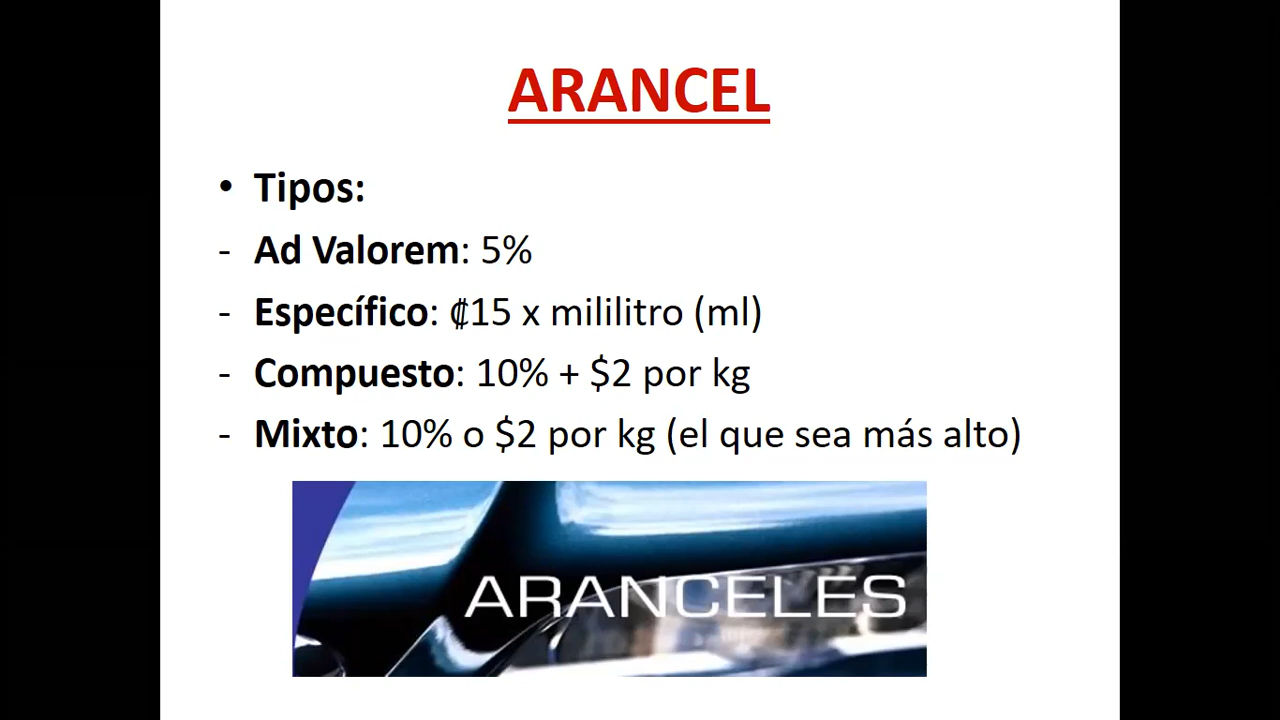 ARANCEL
• Tipos:
- Ad Valorem: 5%
- Específico: ₡15 x mililitro (ml)
- Compuesto: 10% + $2 por kg
- Mixto: 10% o $2 por kg (el que sea más alto)
ARANCELES